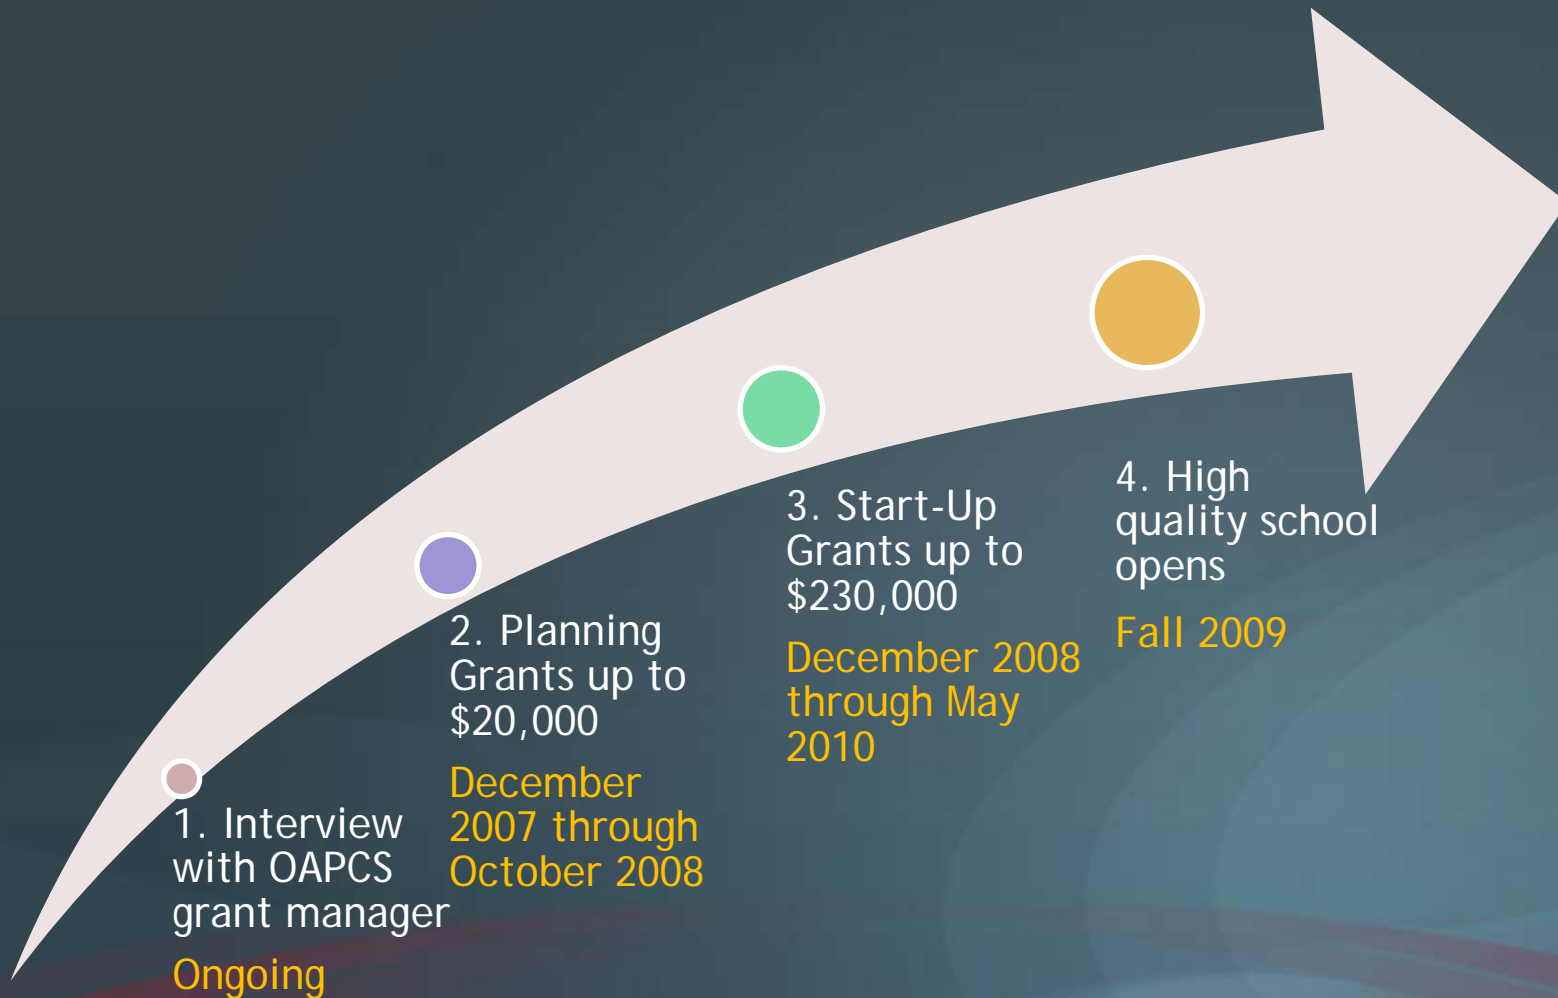 1. Interview
with OAPCS
grant manager
Ongoing
2. Planning
Grants up to
$20,000
December
2007 through
October 2008
3. Start-Up
Grants up to
$230,000
December 2008
through May
2010
4. High
quality school
opens
Fall 2009